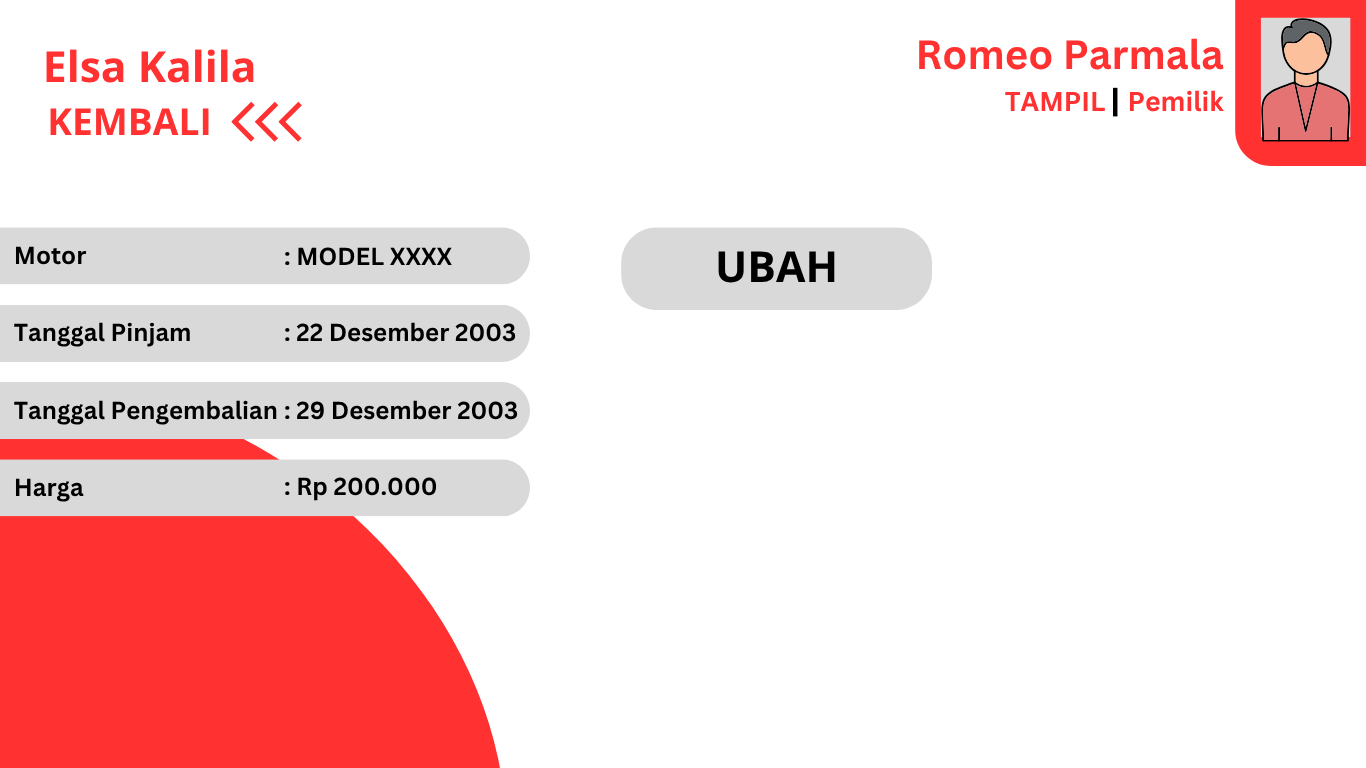 Elsa Kalila
KEMBALI
Romeo Parmala
TAMPIL | Pemilik
Motor : MODEL XXXX
Tanggal Pinjam : 22 Desember 2003
Tanggal Pengembalian : 29 Desember 2003
Harga : Rp 200.000
UBAH